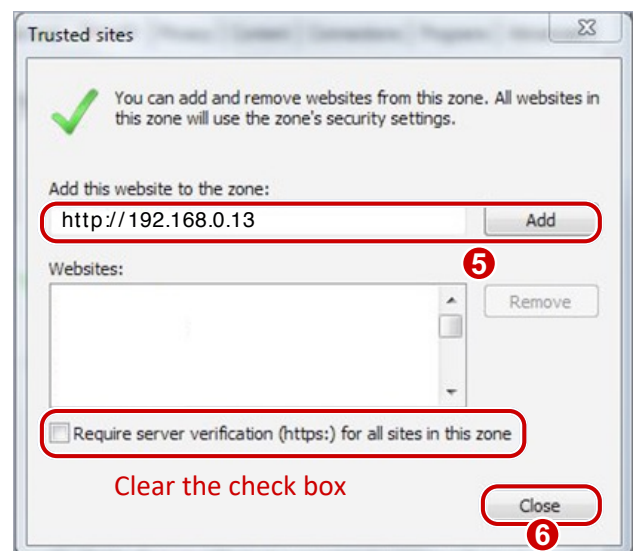 Trusted sites
You can add and remove websites from this zone. All websites in
this zone will use the zone's security settings.
Add this website to the zone:
http://192.168.0.13
Add
5
Websites:
Remove
Require server verification (https:) for all sites in this zone
Clear the check box
Close
6